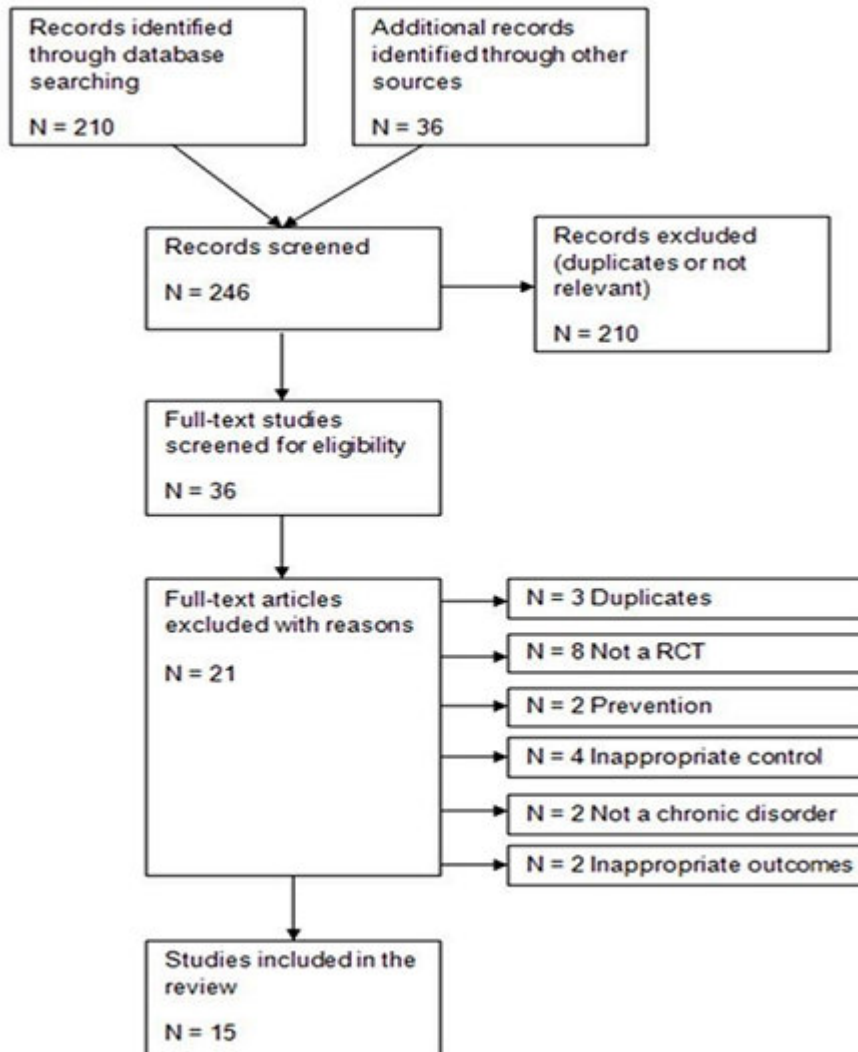 Records identified
through database
searching
N = 210
Additional records
identified through other
sources
N = 36
Records screened
N = 246
Records excluded
(duplicates or not
relevant)
N = 210
Full-text studies
screened for eligibility
N = 36
Full-text articles
excluded with reasons
N = 21
N = 3 Duplicates
N = 8 Not a RCT
N = 2 Prevention
N = 4 Inappropriate control
N = 2 Not a chronic disorder
N = 2 Inappropriate outcomes
Studies included in the
review
N = 15